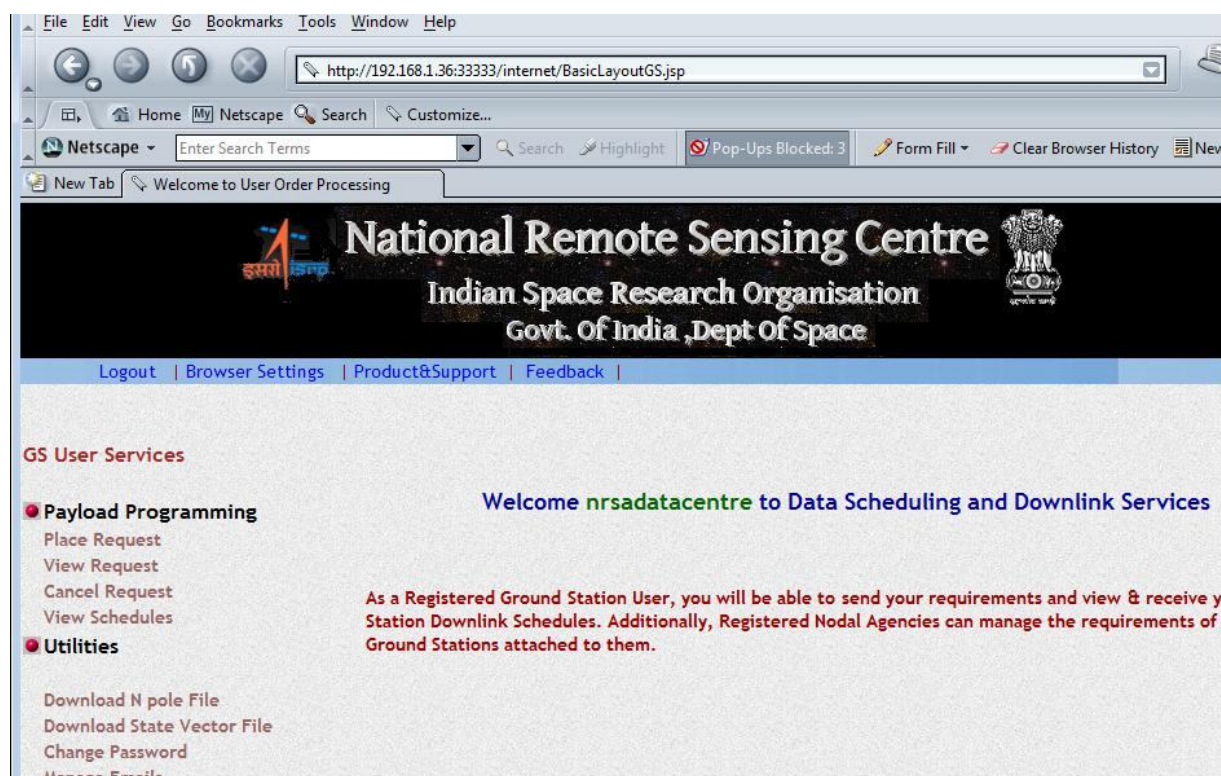 File Edit View Go Bookmarks Tools Window Help
http://192.168.1.36:33333/internet/BasicLayoutGS.jsp
Home My Netscape Search Customize...
Netscape Enter Search Terms Search Highlight Pop-Ups Blocked: 3 Form Fill Clear Browser History New
New Tab Welcome to User Order Processing
इसरो isro
National Remote Sensing Centre
Indian Space Research Organisation
Govt. Of India ,Dept Of Space
Logout | Browser Settings | Product&Support | Feedback |
GS User Services
Payload Programming
Place Request
View Request
Cancel Request
View Schedules
Utilities
Download N pole File
Download State Vector File
Change Password
Manage Emails
Welcome nrsadatacentre to Data Scheduling and Downlink Services
As a Registered Ground Station User, you will be able to send your requirements and view & receive y
Station Downlink Schedules. Additionally, Registered Nodal Agencies can manage the requirements of
Ground Stations attached to them.